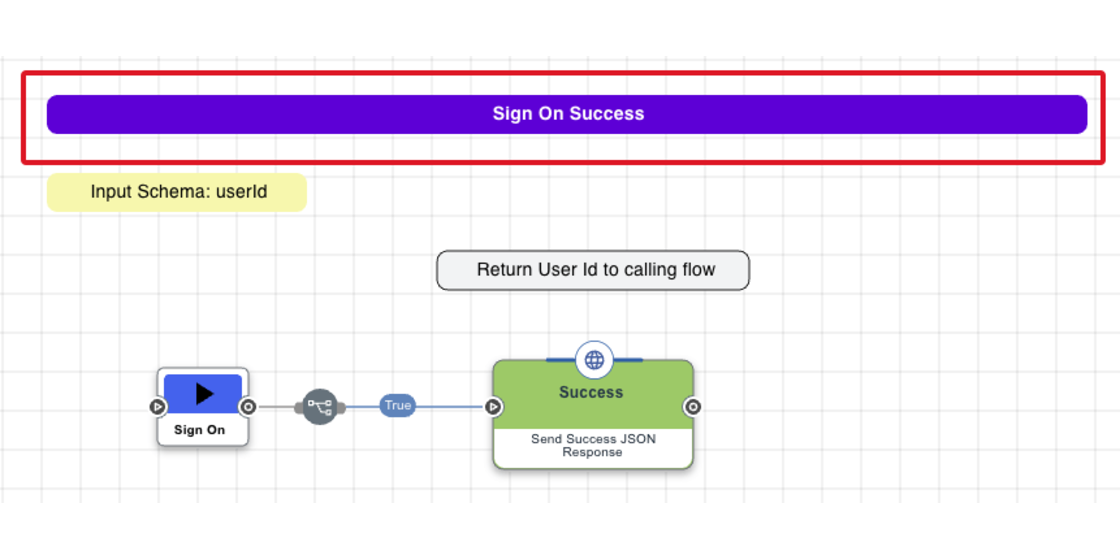 Sign On Success
Input Schema: userId
Return User Id to calling flow
Success
True
Sign On
Send Success JSON
Response